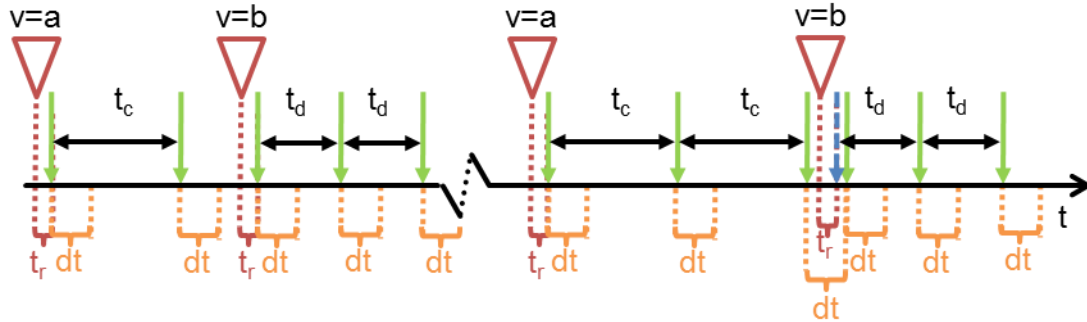 v=a v=b v=a v=b
t_c t_d t_d t_c t_c t_d t_d
t
t_r dt dt t_r dt dt dt t_r dt dt t_r dt dt dt
dt